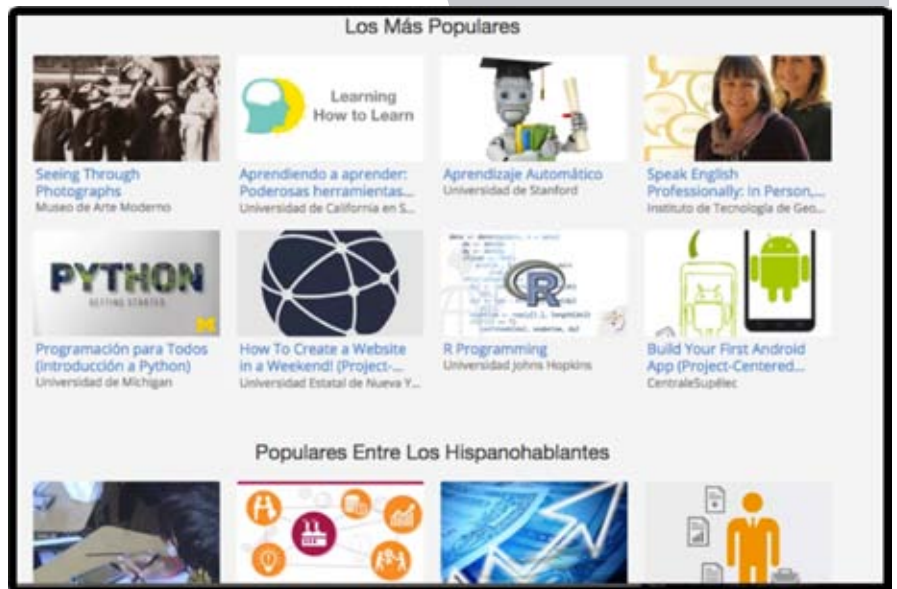 Los Más Populares
Learning
How to Learn
Seeing Through
Photographs
Museo de Arte Moderno
Aprendiendo a aprender:
Poderosas herramientas...
Universidad de California en S...
Aprendizaje Automático
Universidad de Stanford
Speak English
Professionally: In Person,...
Instituto de Tecnología de Geo...
PYTHON
GETTING STARTED
M
R
Programación para Todos
(introducción a Python)
Universidad de Michigan
How To Create a Website
in a Weekend! (Project-...
Universidad Estatal de Nueva Y...
R Programming
Universidad Johns Hopkins
Build Your First Android
App (Project-Centered...
CentraleSupélec
Populares Entre Los Hispanohablantes